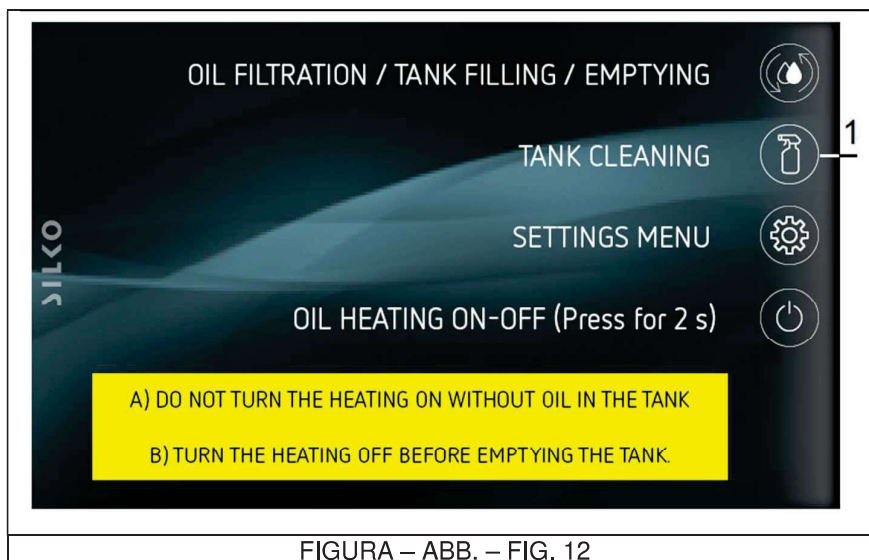 OIL FILTRATION / TANK FILLING / EMPTYING
1
TANK CLEANING
SILKO
SETTINGS MENU
OIL HEATING ON-OFF (Press for 2 s)
A) DO NOT TURN THE HEATING ON WITHOUT OIL IN THE TANK
B) TURN THE HEATING OFF BEFORE EMPTYING THE TANK.
FIGURA – ABB. – FIG. 12